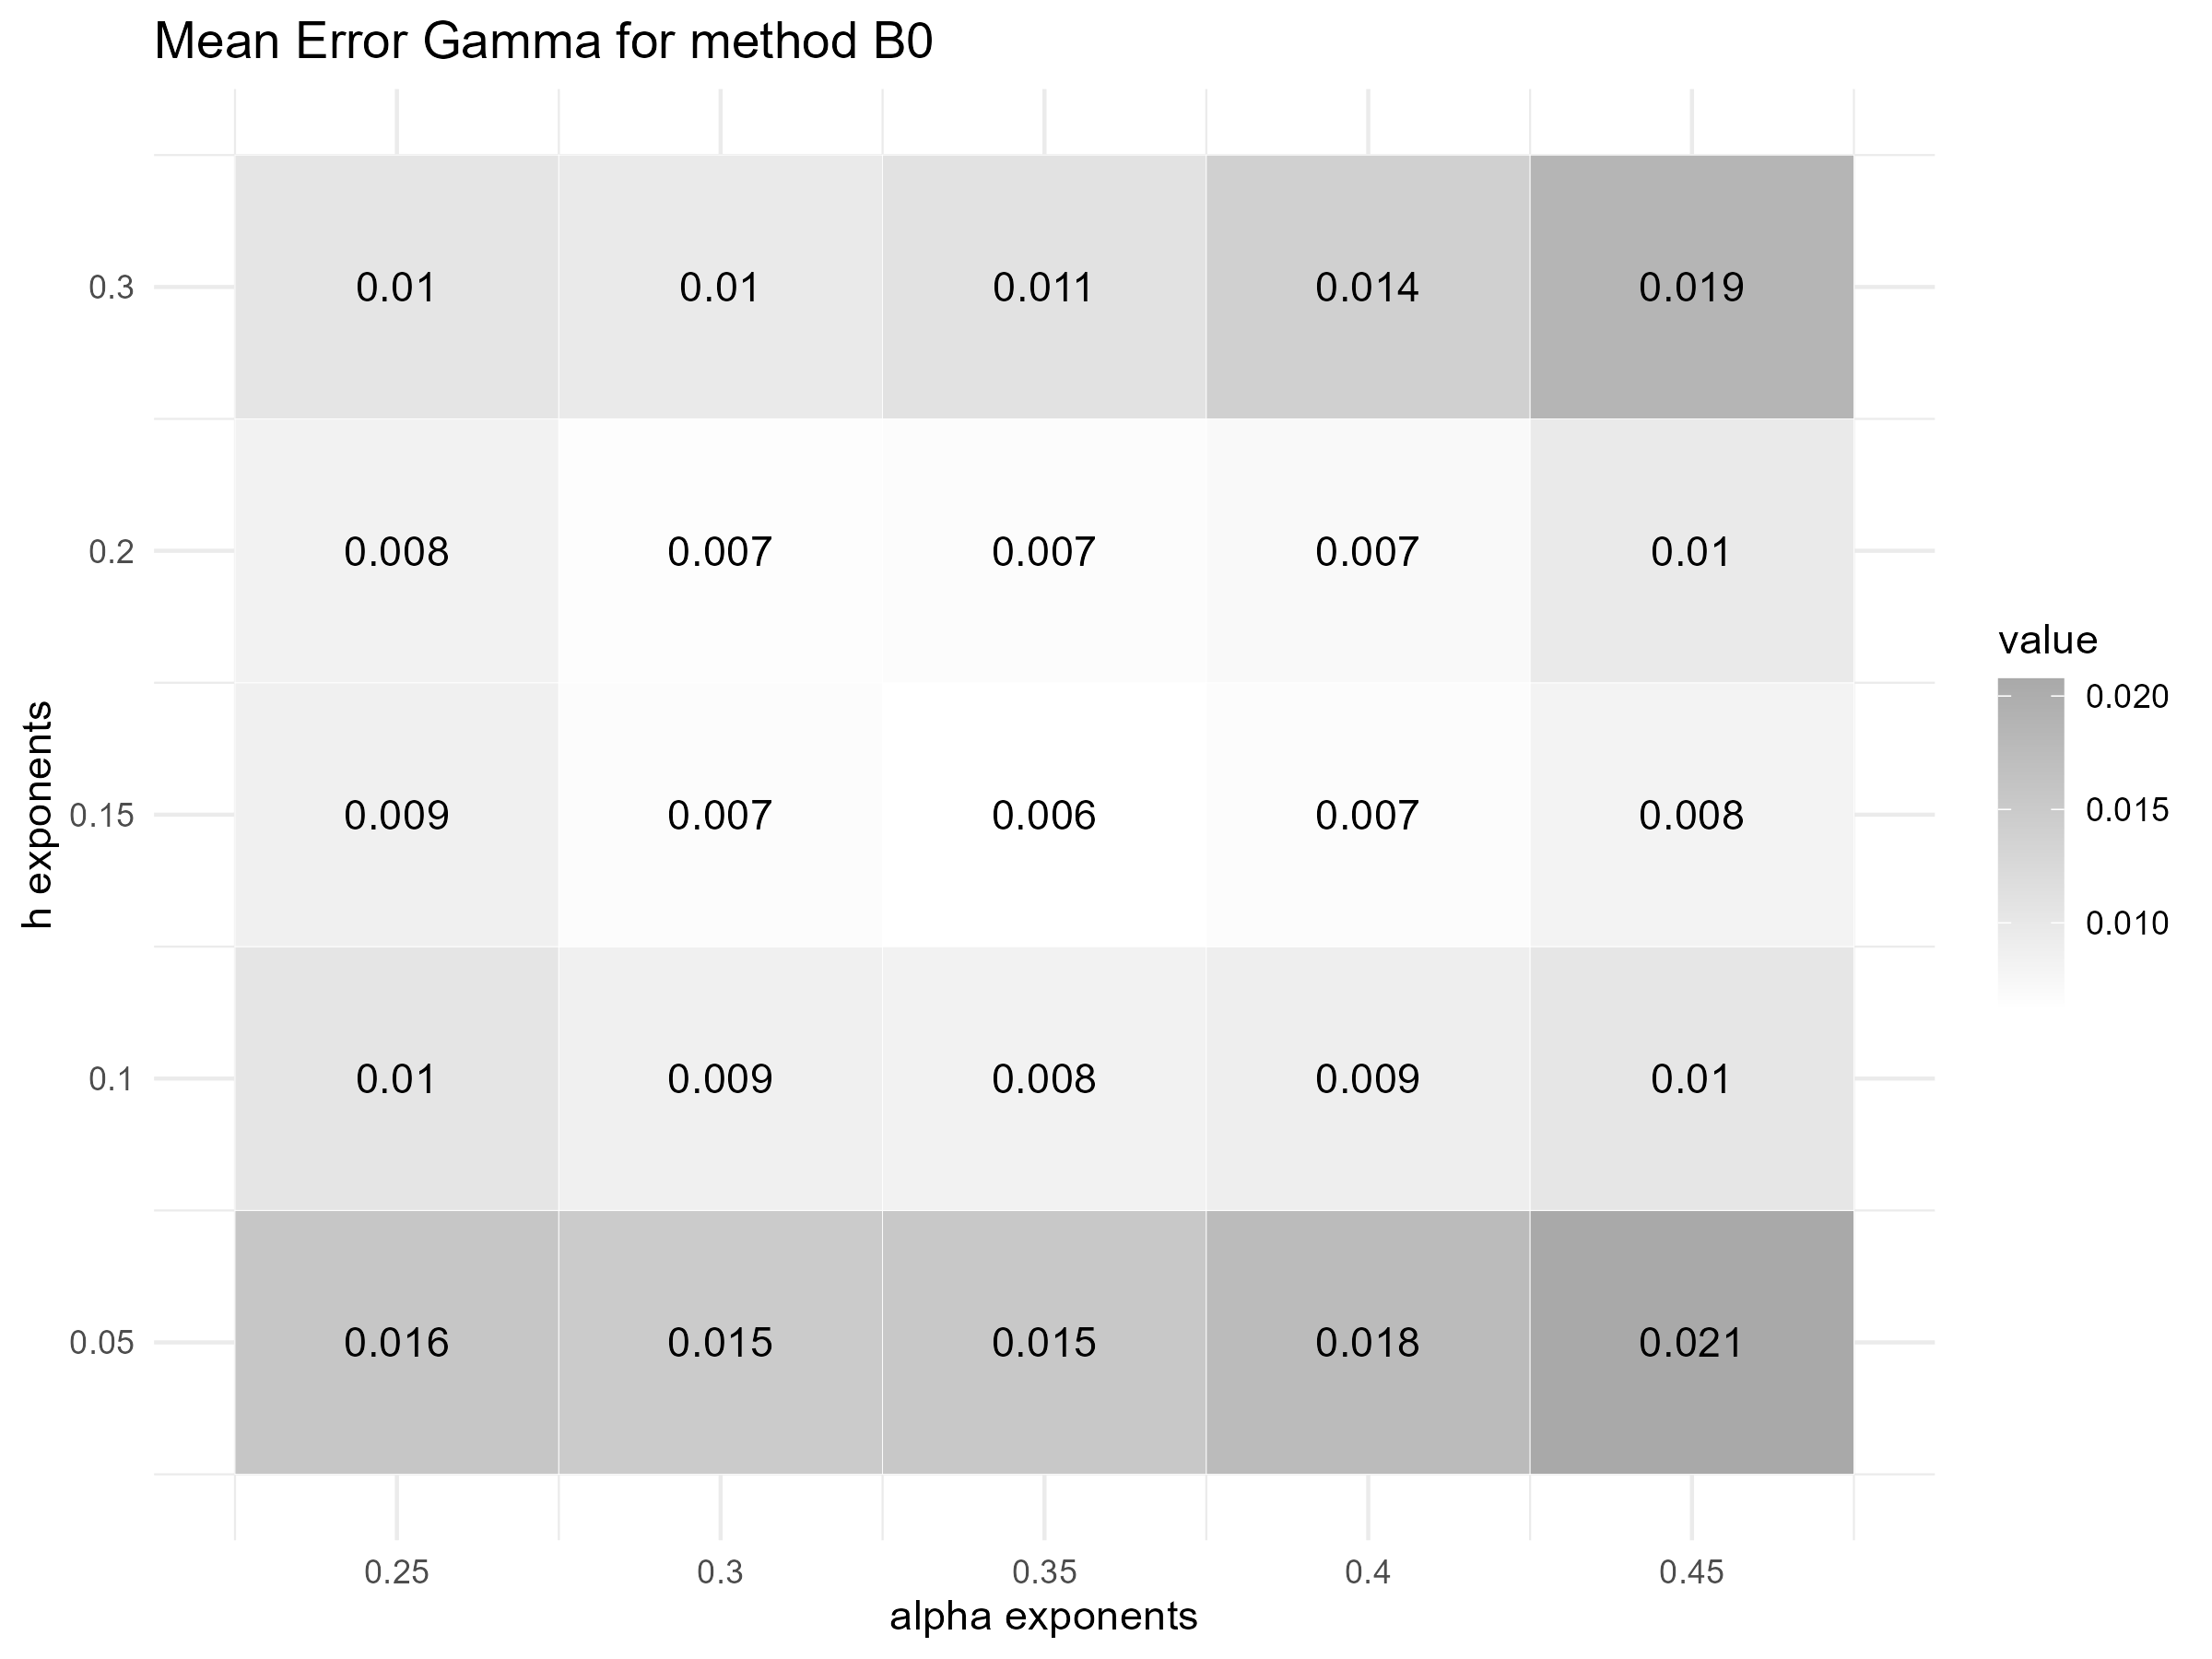 Mean Error Gamma for method B0
h exponents
0.3
0.01 0.01 0.011 0.014 0.019
0.2
0.008 0.007 0.007 0.007 0.01
0.15
0.009 0.007 0.006 0.007 0.008
0.1
0.01 0.009 0.008 0.009 0.01
0.05
0.016 0.015 0.015 0.018 0.021
0.25 0.3 0.35 0.4 0.45
alpha exponents
value
0.020
0.015
0.010